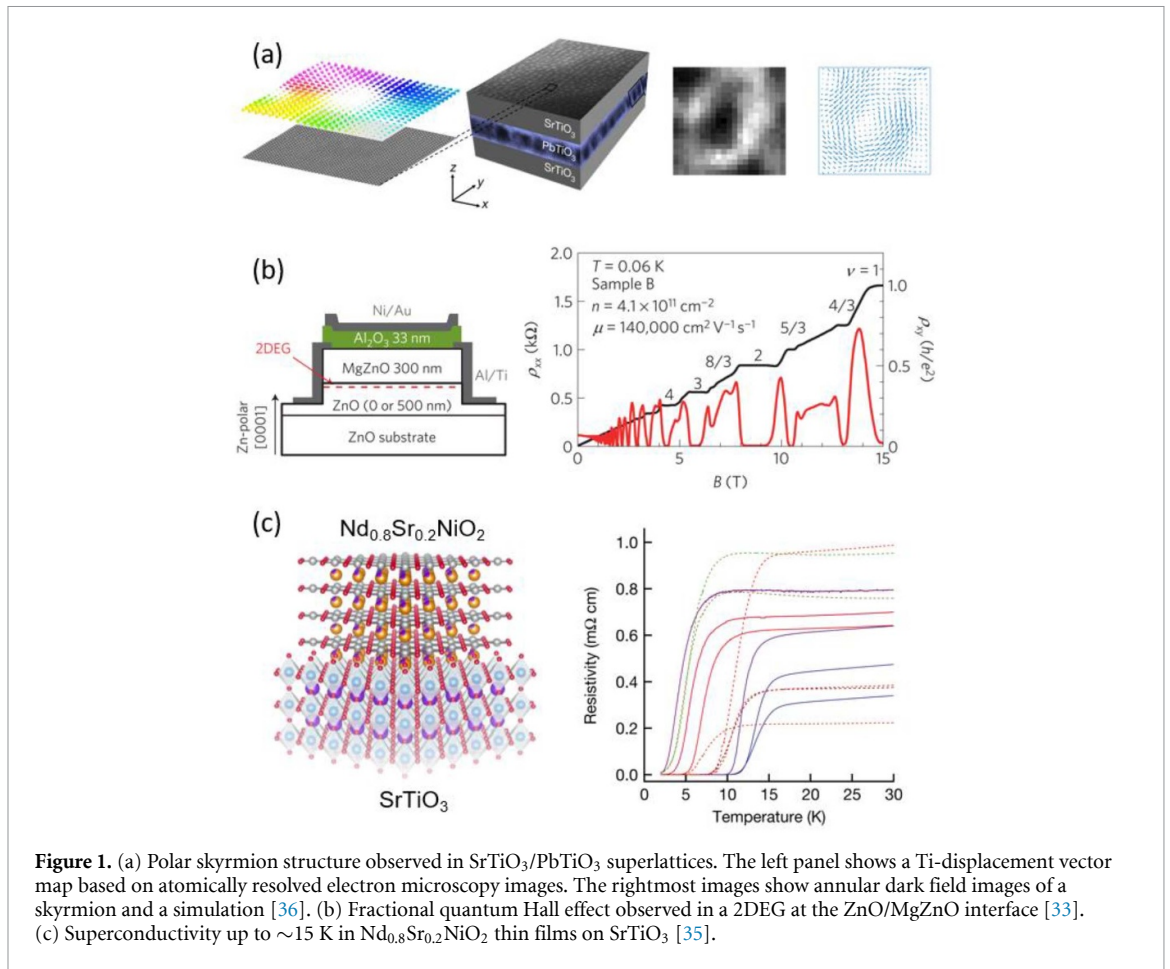 (a)
SrTiO₃
PbTiO₃
SrTiO₃
z
y
x
(b)
Ni/Au
Al₂O₃ 33 nm
2DEG
MgZnO 300 nm
Al/Ti
ZnO (0 or 500 nm)
ZnO substrate
Zn-polar
[0001]
2.0
1.5
1.0
0.5
0
ρxx (kΩ)
T = 0.06 K
Sample B
n = 4.1 × 10¹¹ cm⁻²
μ = 140,000 cm² V⁻¹ s⁻¹
ν = 1
4/3
5/3
2
8/3
3
4
1.0
0.5
0
ρxy (h/e²)
0 5 10 15
B (T)
(c)
Nd₀.₈Sr₀.₂NiO₂
SrTiO₃
1.0
0.8
0.6
0.4
0.2
0.0
Resistivity (mΩ cm)
0 5 10 15 20 25 30
Temperature (K)
Figure 1. (a) Polar skyrmion structure observed in SrTiO₃/PbTiO₃ superlattices. The left panel shows a Ti-displacement vector
map based on atomically resolved electron microscopy images. The rightmost images show annular dark field images of a
skyrmion and a simulation [36]. (b) Fractional quantum Hall effect observed in a 2DEG at the ZnO/MgZnO interface [33].
(c) Superconductivity up to ∼15 K in Nd₀.₈Sr₀.₂NiO₂ thin films on SrTiO₃ [35].